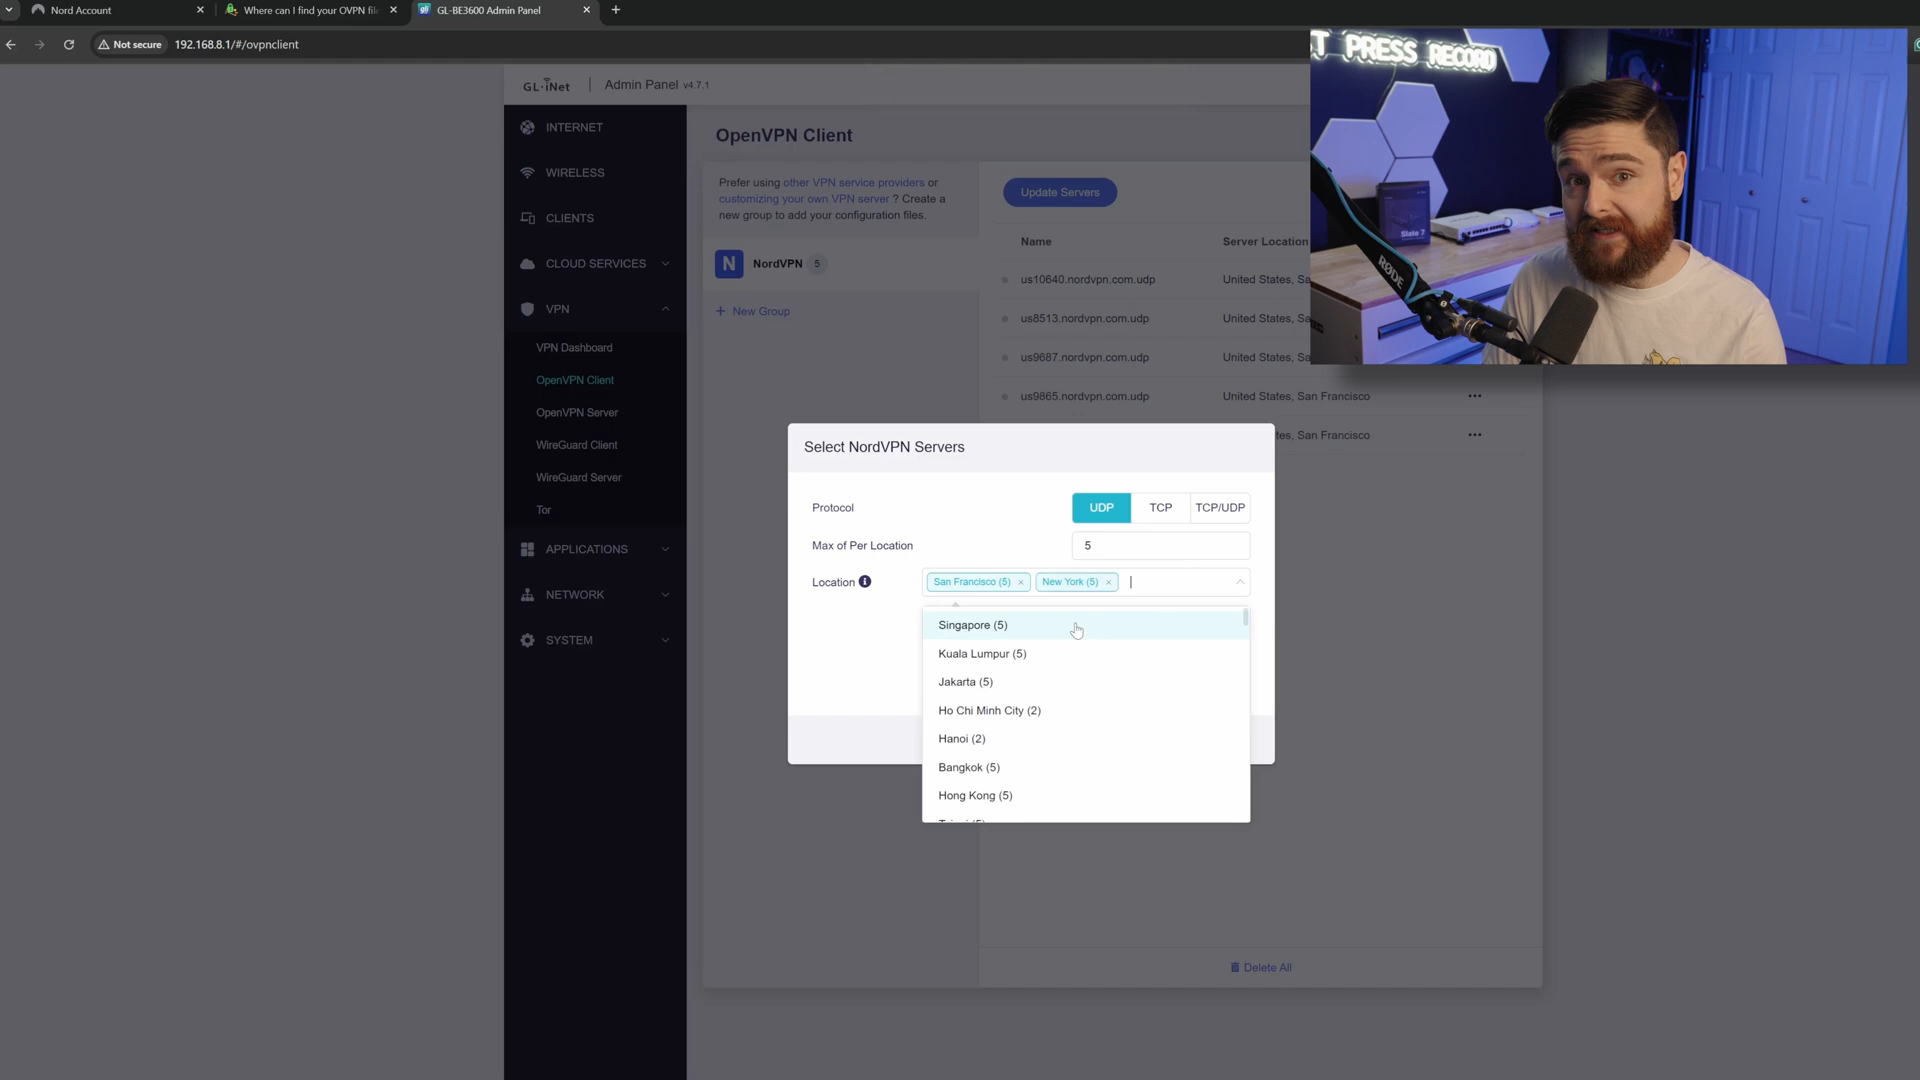 Nord Account
Where can I find your OVPN fil
GL-BE3600 Admin Panel
Not secure
192.168.8.1/#/ovpnclient
T PRESS RECORD
Slate 7
RØDE
GL·iNet
Admin Panel v4.7.1
INTERNET
WIRELESS
CLIENTS
CLOUD SERVICES
VPN
VPN Dashboard
OpenVPN Client
OpenVPN Server
WireGuard Client
WireGuard Server
Tor
APPLICATIONS
NETWORK
SYSTEM
OpenVPN Client
Prefer using other VPN service providers or
customizing your own VPN server ? Create a
new group to add your configuration files.
N NordVPN 5
+ New Group
Update Servers
Name Server Location
us10640.nordvpn.com.udp United States, Sa
us8513.nordvpn.com.udp United States, Sa
us9687.nordvpn.com.udp United States, Sa
us9865.nordvpn.com.udp United States, San Francisco
tes, San Francisco
Select NordVPN Servers
Protocol UDP TCP TCP/UDP
Max of Per Location 5
Location San Francisco (5) × New York (5) ×
Singapore (5)
Kuala Lumpur (5)
Jakarta (5)
Ho Chi Minh City (2)
Hanoi (2)
Bangkok (5)
Hong Kong (5)
Delete All